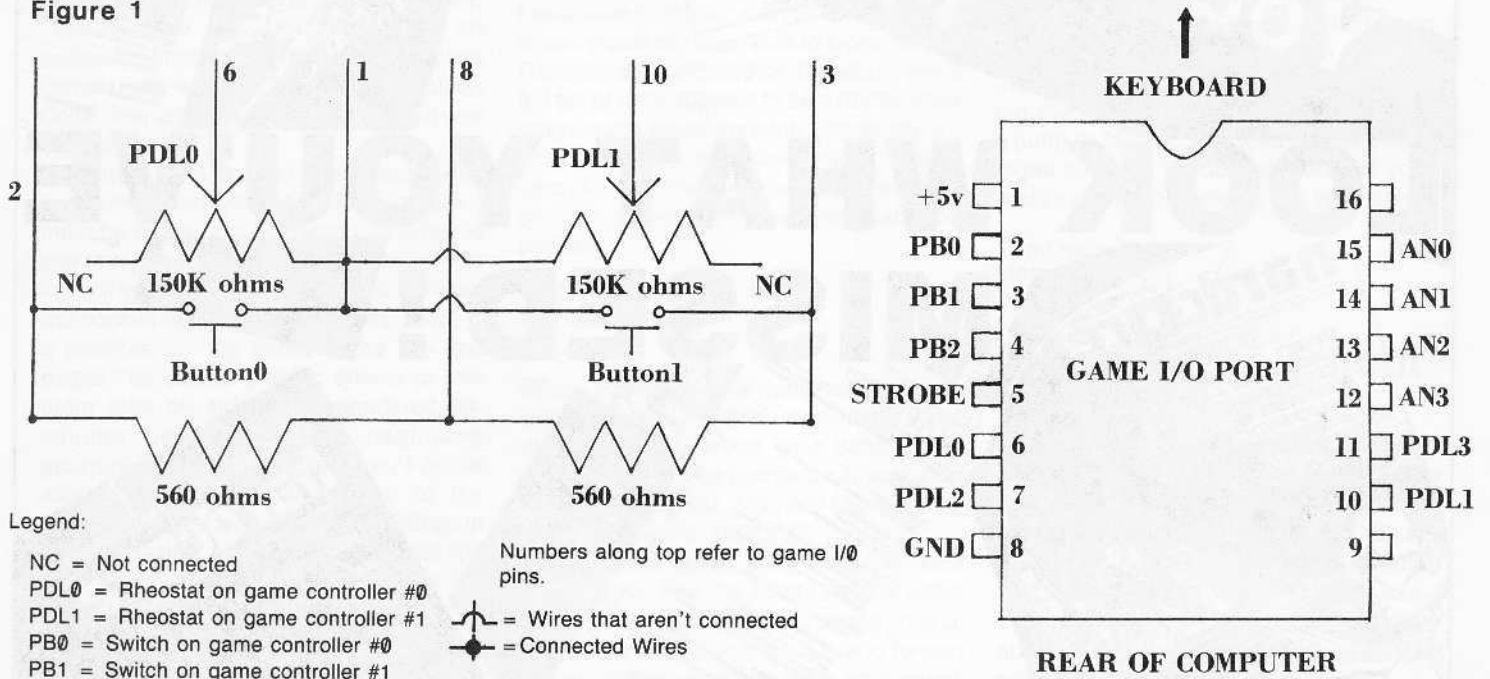 Figure 1
6
1
8
10
3
2
PDL0
PDL1
NC
150K ohms
150K ohms
NC
Button0
Button1
560 ohms
560 ohms
Legend:
NC = Not connected
PDL0 = Rheostat on game controller #0
PDL1 = Rheostat on game controller #1
PB0 = Switch on game controller #0
PB1 = Switch on game controller #1
Numbers along top refer to game I/0
pins.
= Wires that aren't connected
= Connected Wires
KEYBOARD
+5v 1
16
PB0 2
15 AN0
PB1 3
14 AN1
PB2 4
13 AN2
GAME I/O PORT
STROBE 5
12 AN3
PDL0 6
11 PDL3
PDL2 7
10 PDL1
GND 8
9
REAR OF COMPUTER